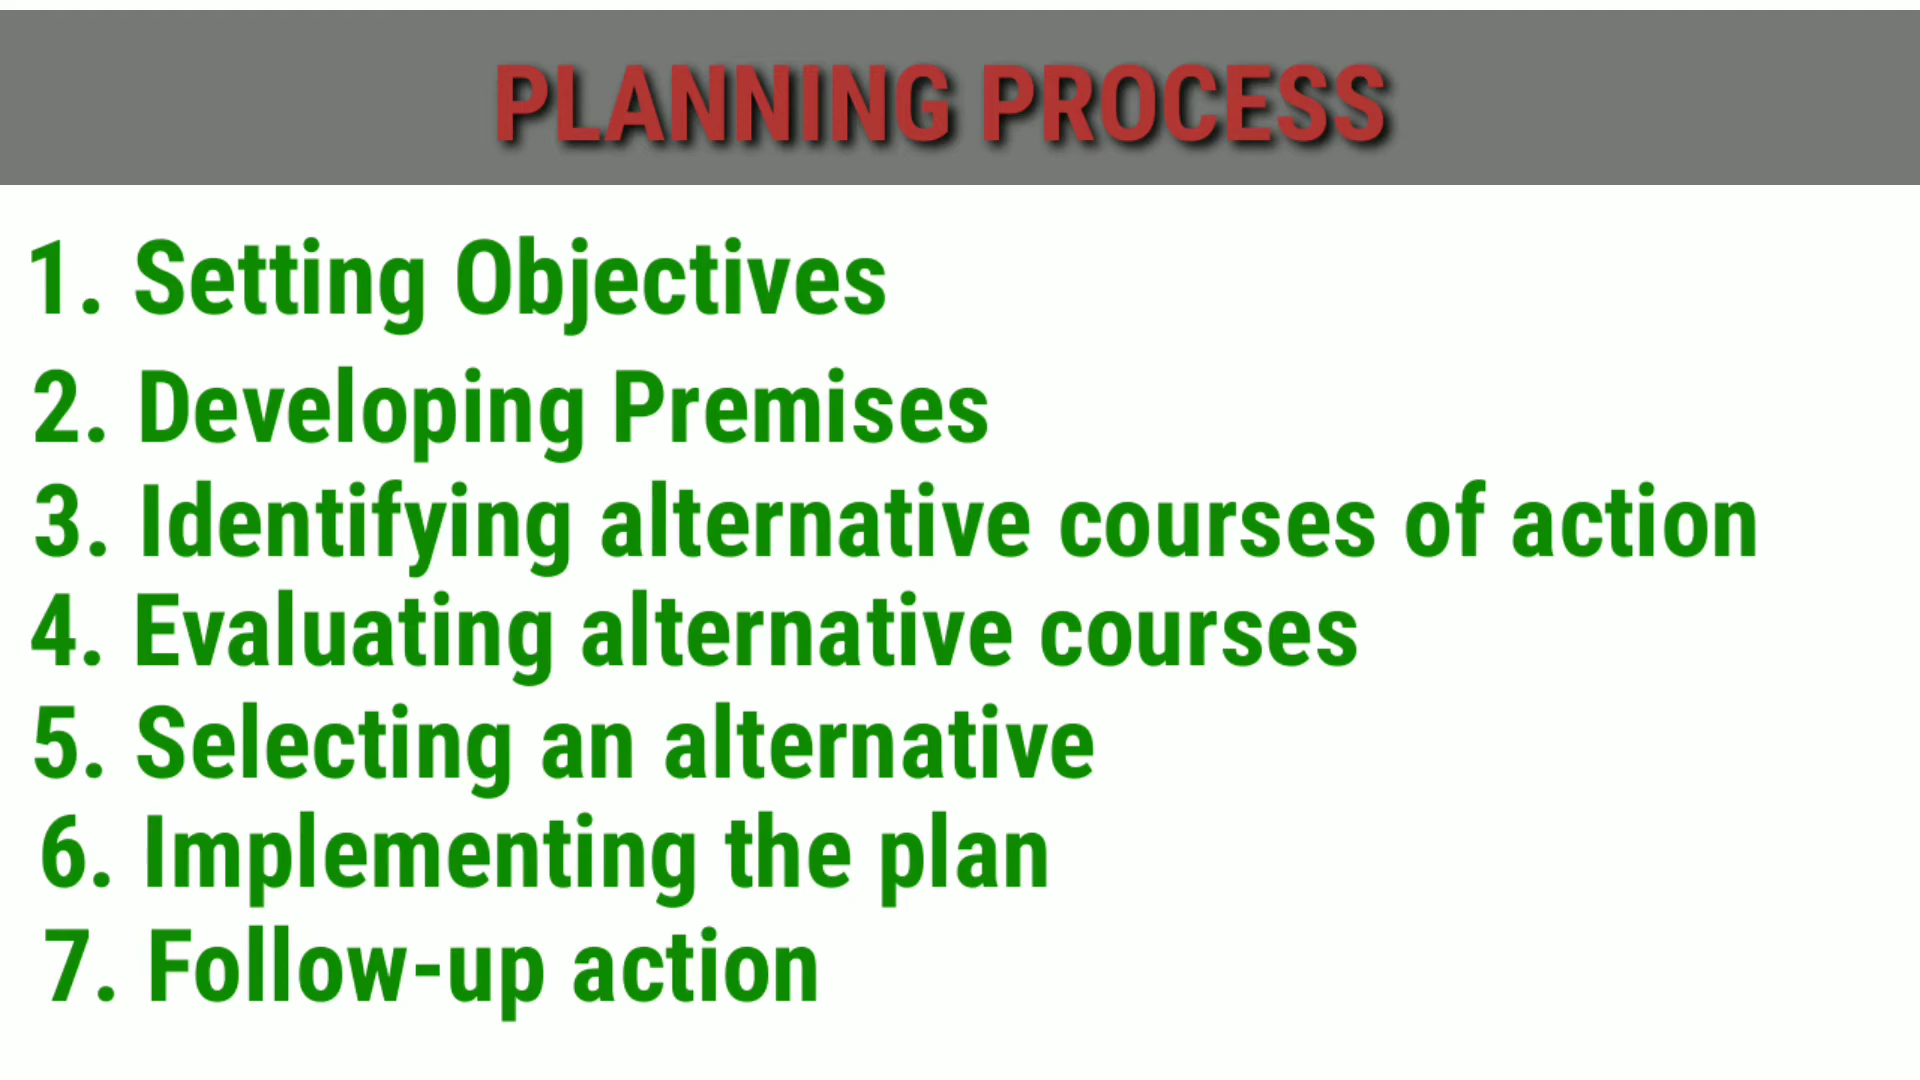 PLANNING PROCESS
1. Setting Objectives
2. Developing Premises
3. Identifying alternative courses of action
4. Evaluating alternative courses
5. Selecting an alternative
6. Implementing the plan
7. Follow-up action